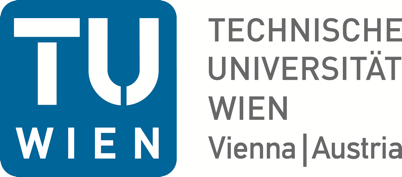 TU
WIEN
TECHNISCHE
UNIVERSITÄT
WIEN
Vienna|Austria